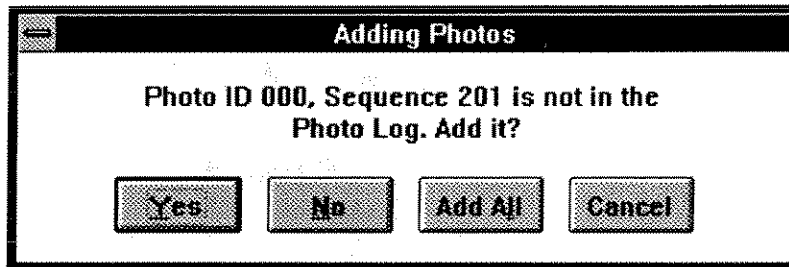 Adding Photos
Photo ID 000, Sequence 201 is not in the
Photo Log. Add it?
Yes No Add All Cancel